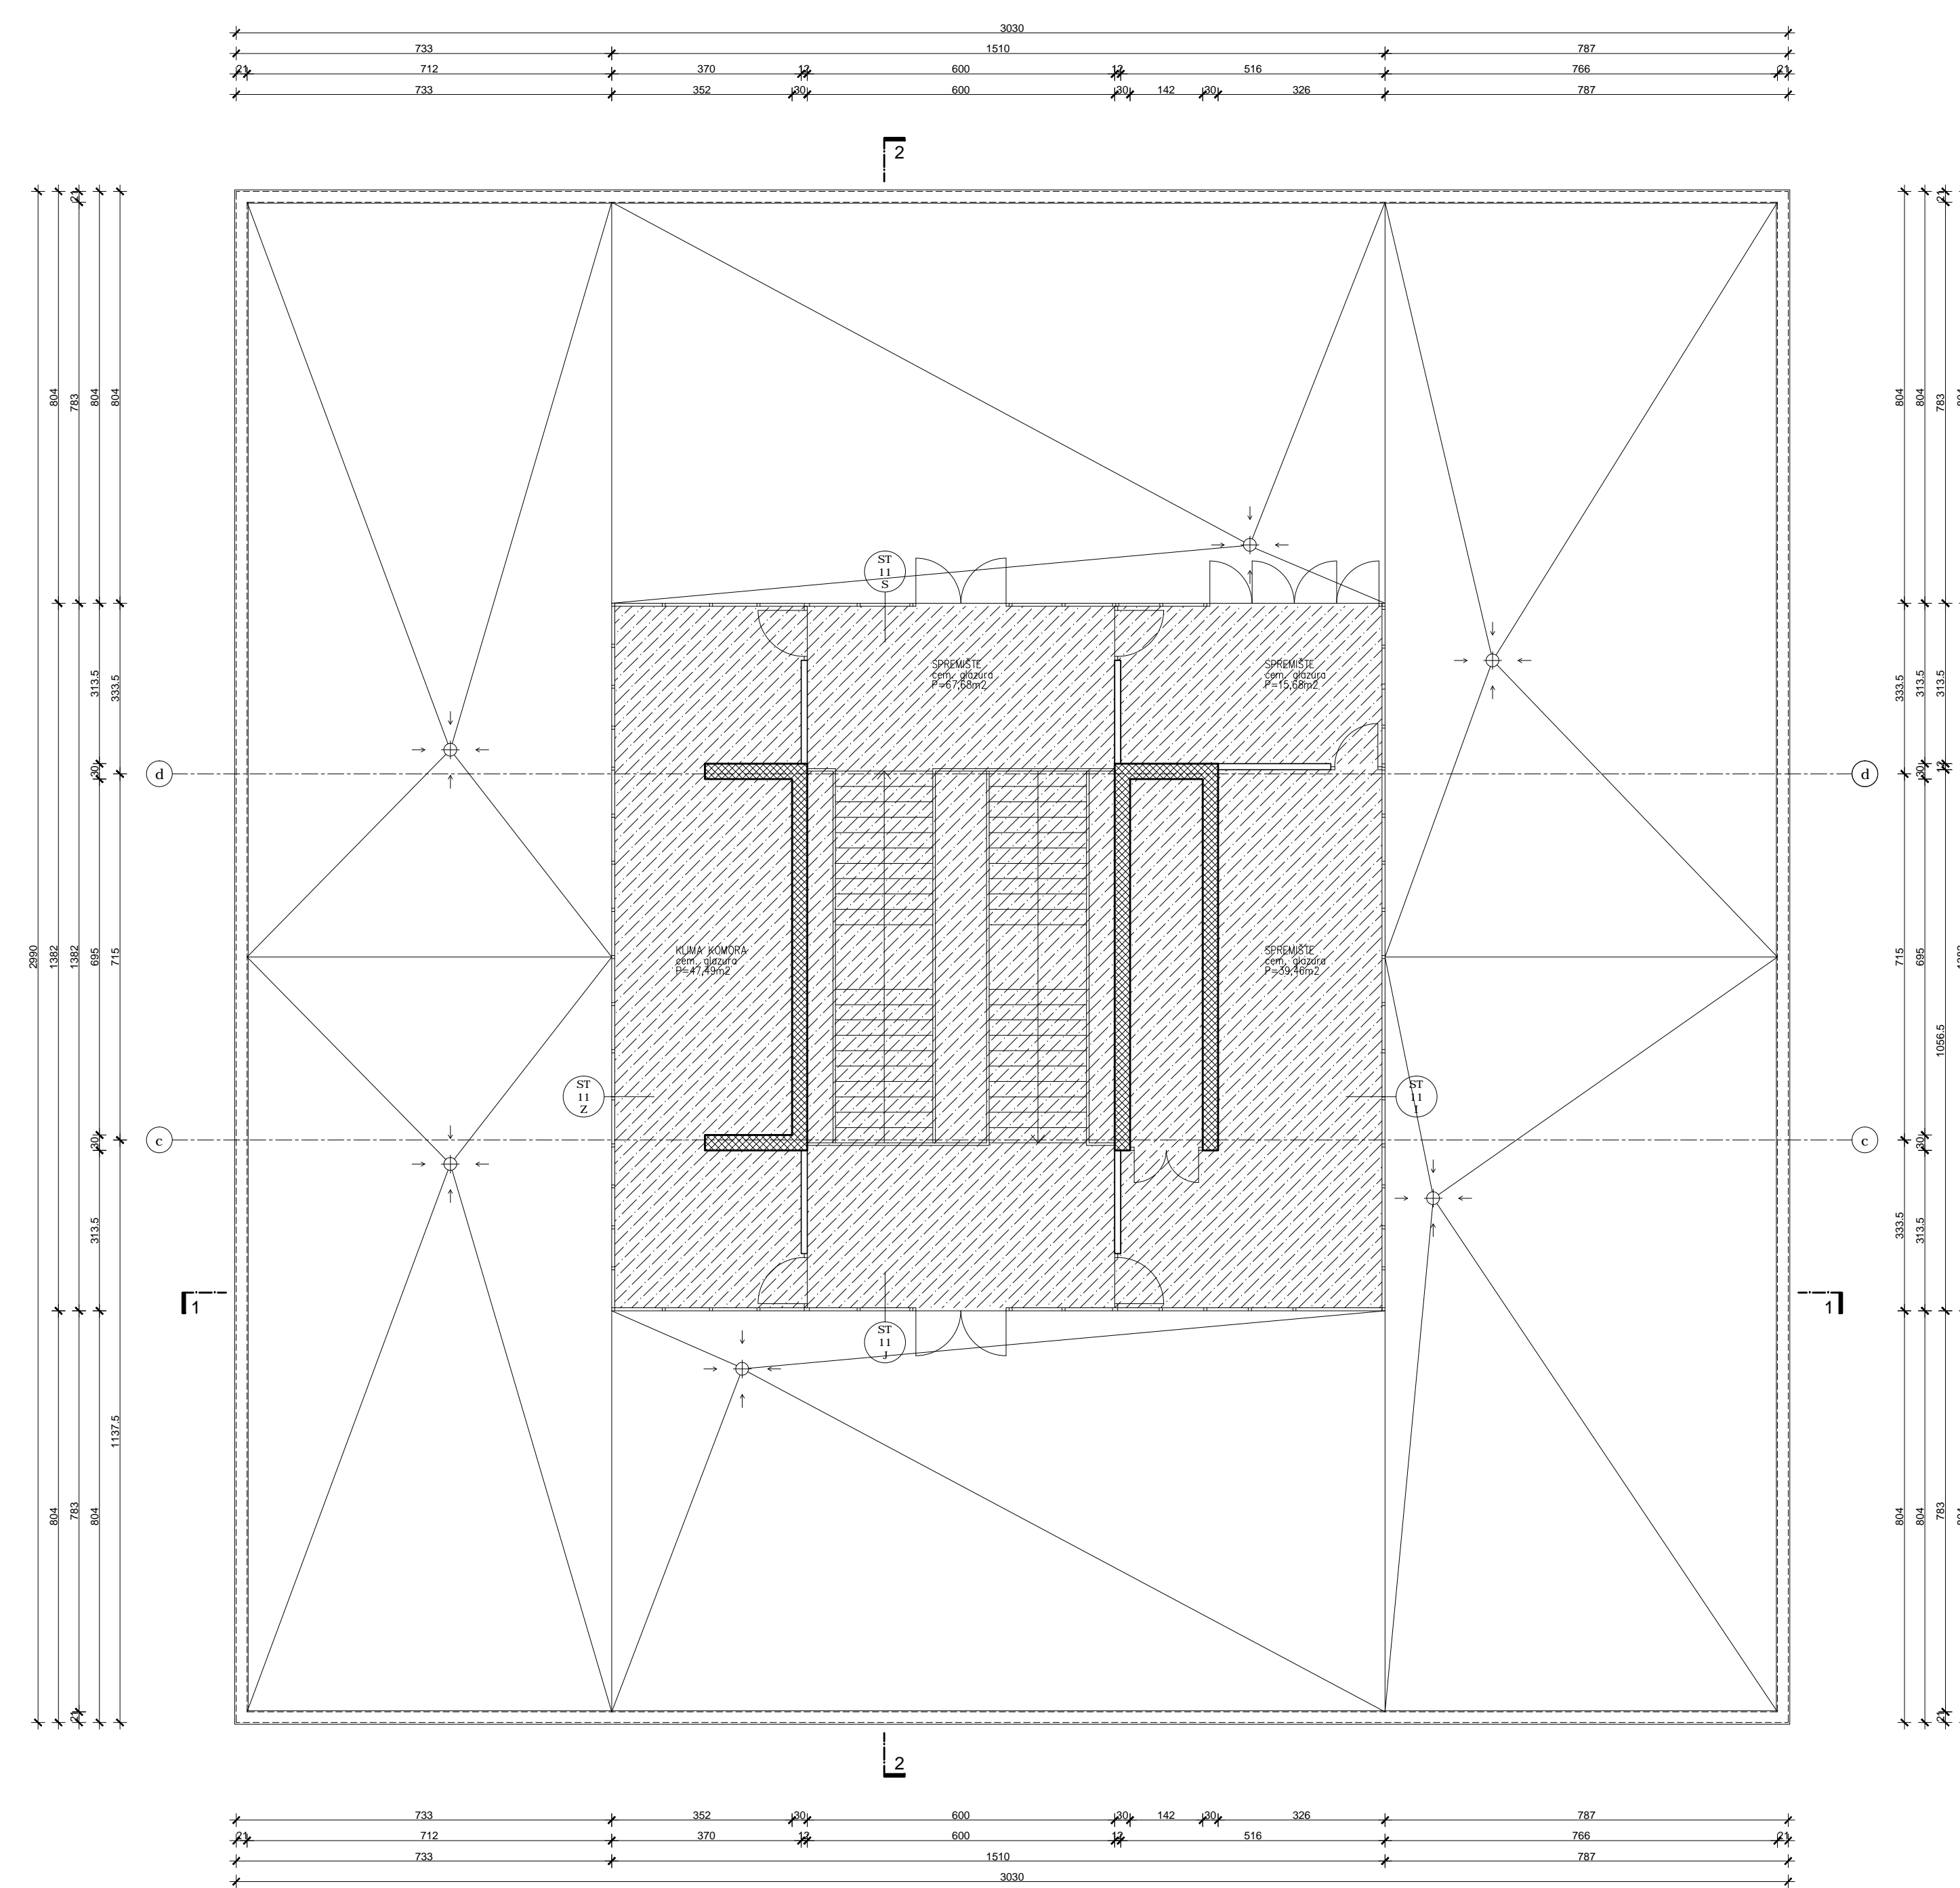 3030
733 1510 787
21 712 370 12 600 12 516 766 21
733 352 30 600 30 142 30 326 787
2
2990
804 1382 804
21 783 1382 783 21
804 313.5 30 695 30 313.5 804
804 333.5 715 1137.5
804 333.5 715 333.5 804
804 313.5 30 695 30 313.5 804
21 783 313.5 12 1056.5 783 21
ST
11
S
SPREMIŠTE
cem. glazura
P=67,68m2
SPREMIŠTE
cem. glazura
P=15,68m2
d
d
KLIMA KOMORA
cem. glazura
P=47,49m2
SPREMIŠTE
cem. glazura
P=39,46m2
ST
11
Z
ST
11
I
c
c
1
1
ST
11
J
2
733 352 30 600 30 142 30 326 787
21 712 370 12 600 12 516 766 21
733 1510 787
3030